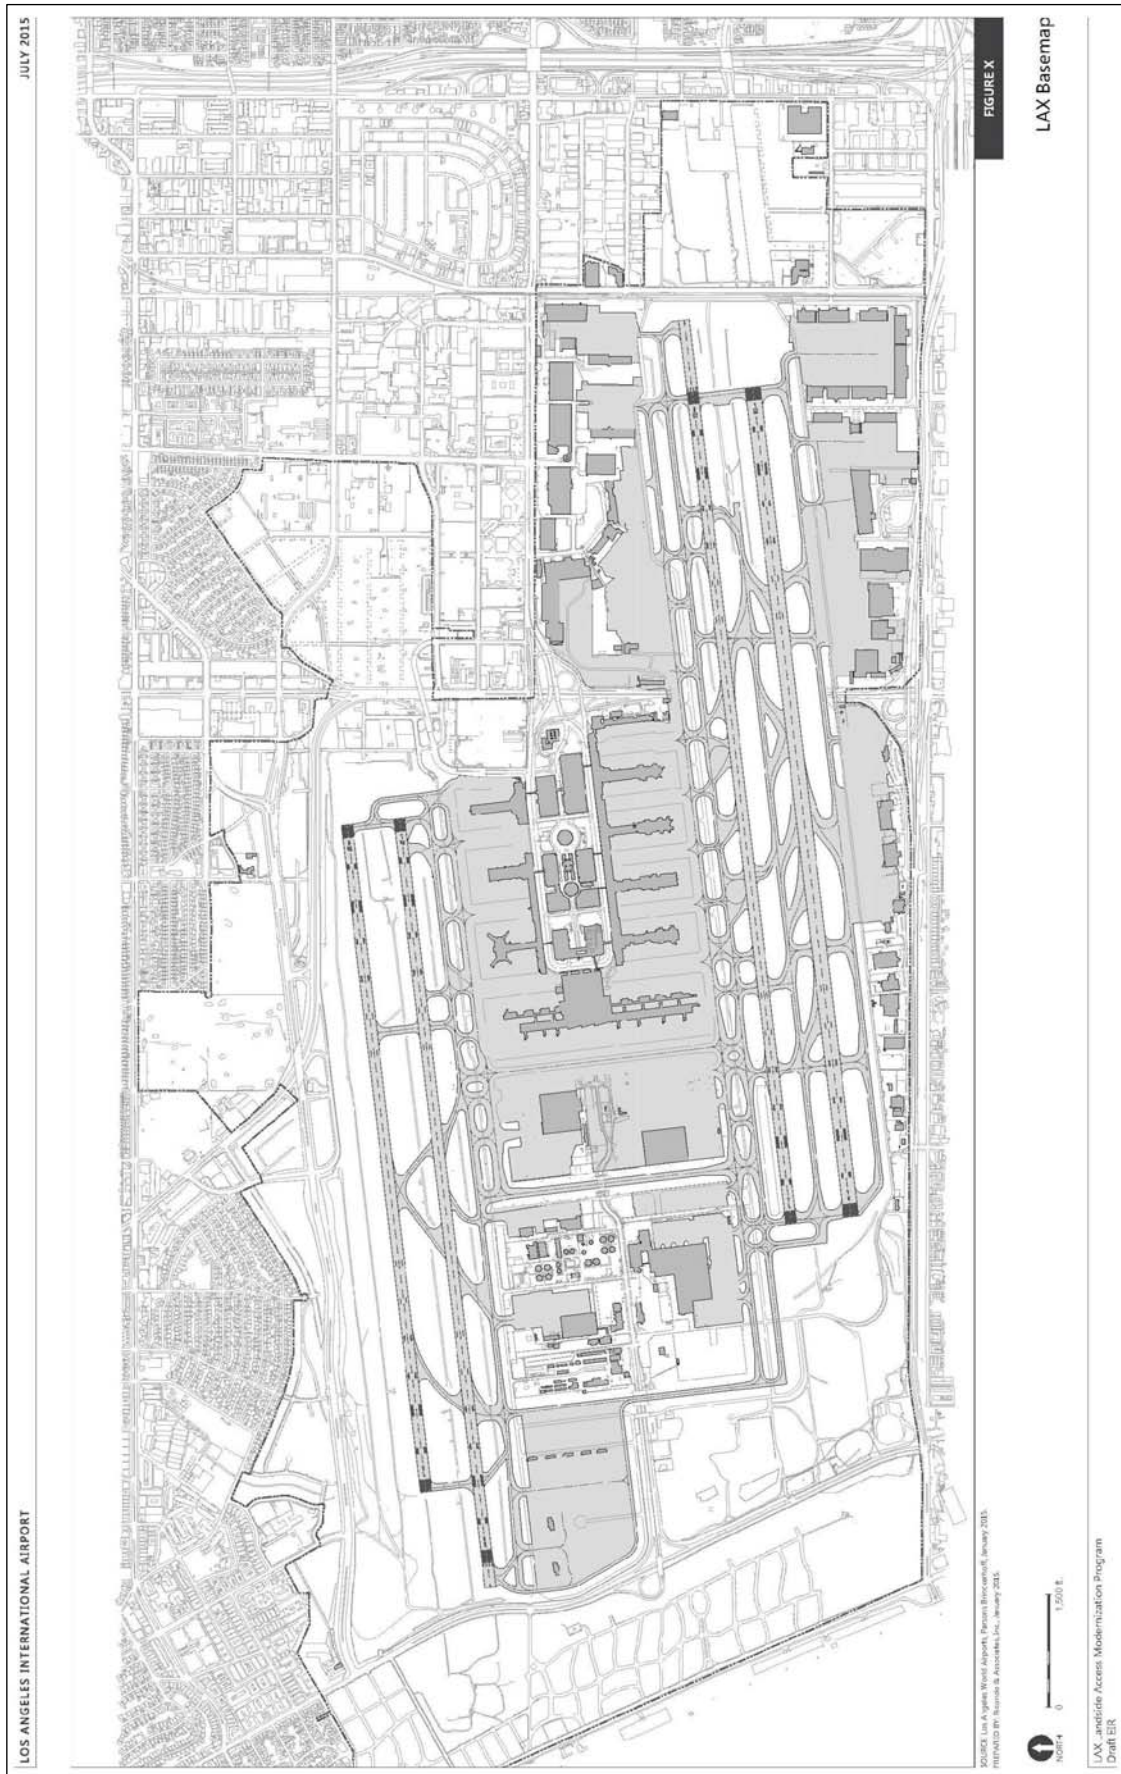 LOS ANGELES INTERNATIONAL AIRPORT
JULY 2015
SOURCE: Los Angeles World Airports, Parsons Brinckerhoff, January 2015.
PREPARED BY: Ricondo & Associates, Inc., January 2015.
FIGURE X
NORTH
0
1,500 ft.
LAX Basemap
LAX Landside Access Modernization Program
Draft EIR